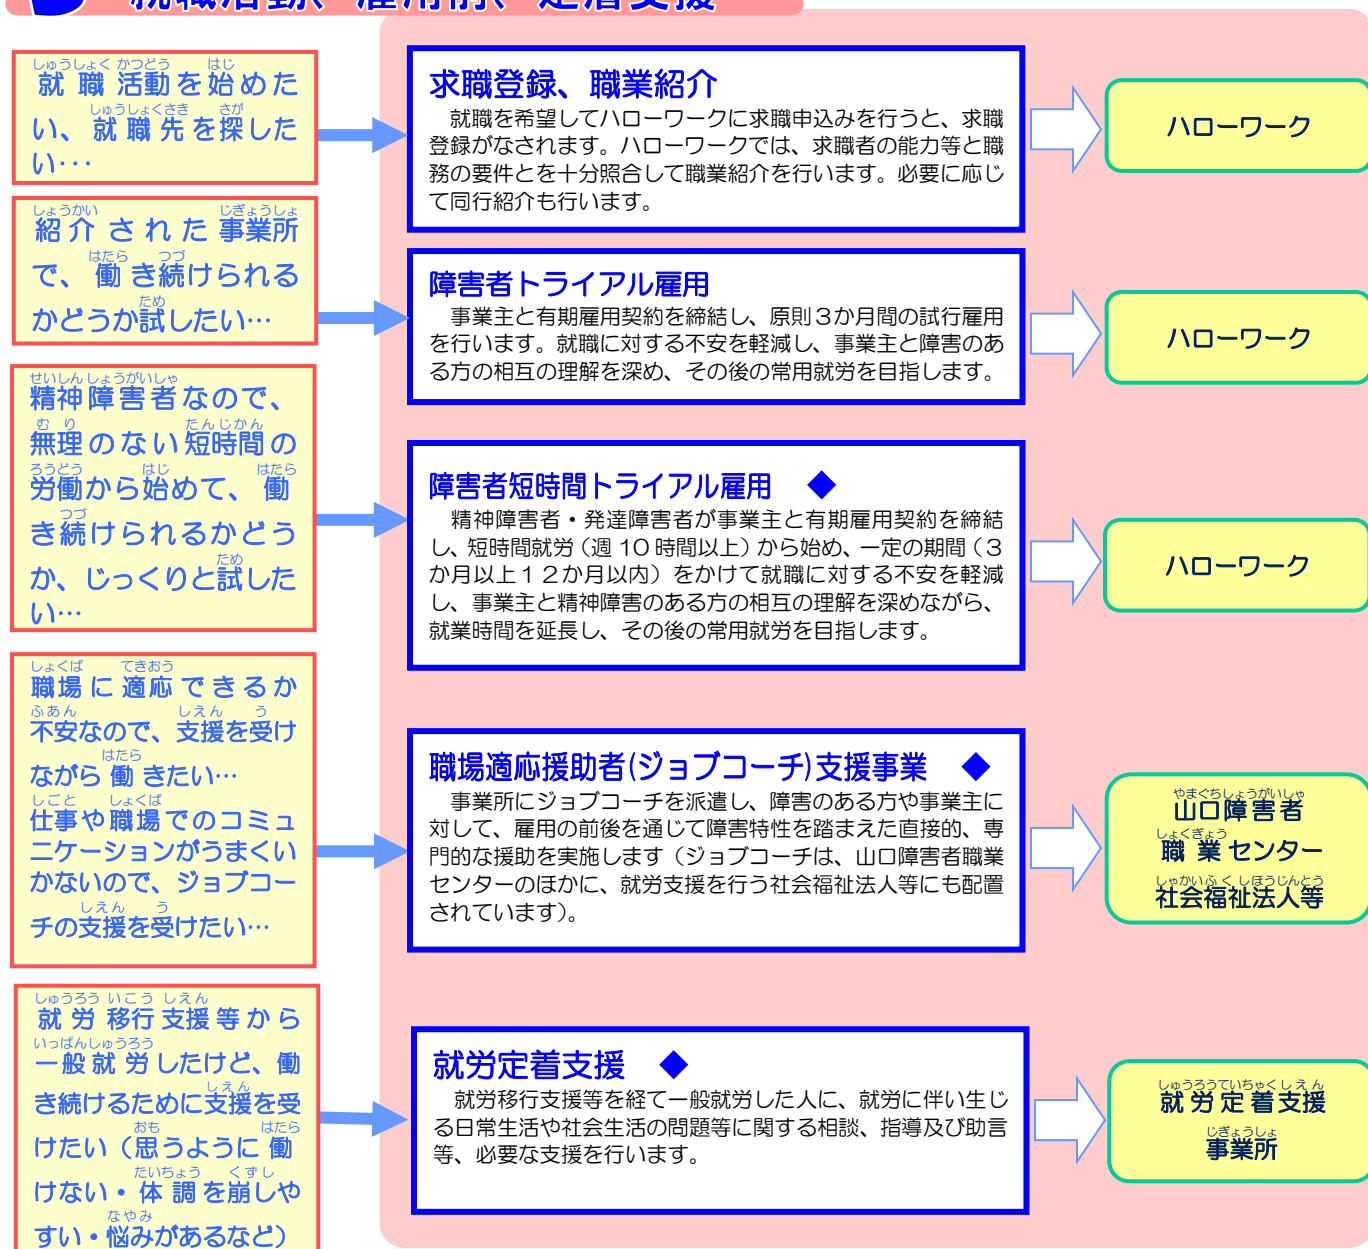 就職活動、雇用前、定着支援
就職活動を始めた
い、就職先を探した
い…
求職登録、職業紹介
就職を希望してハローワークに求職申込みを行うと、求職
登録がなされます。ハローワークでは、求職者の能力等と職
務の要件とを十分照合して職業紹介を行います。必要に応じ
て同行紹介も行います。
ハローワーク
紹介された事業所
で、働き続けられる
かどうか試したい…
障害者トライアル雇用
事業主と有期雇用契約を締結し、原則３か月間の試行雇用
を行います。就職に対する不安を軽減し、事業主と障害のあ
る方の相互の理解を深め、その後の常用就労を目指します。
ハローワーク
精神障害者なので、
無理のない短時間の
労働から始めて、働
き続けられるかどう
か、じっくりと試した
い…
障害者短時間トライアル雇用　◆
精神障害者・発達障害者が事業主と有期雇用契約を締結
し、短時間就労（週10時間以上）から始め、一定の期間（３
か月以上１２か月以内）をかけて就職に対する不安を軽減
し、事業主と精神障害のある方の相互の理解を深めながら、
就業時間を延長し、その後の常用就労を目指します。
ハローワーク
職場に適応できるか
不安なので、支援を受け
ながら働きたい…
仕事や職場でのコミュ
ニケーションがうまくい
かないので、ジョブコー
チの支援を受けたい…
職場適応援助者(ジョブコーチ)支援事業　◆
事業所にジョブコーチを派遣し、障害のある方や事業主に
対して、雇用の前後を通じて障害特性を踏まえた直接的、専
門的な援助を実施します（ジョブコーチは、山口障害者職業
センターのほかに、就労支援を行う社会福祉法人等にも配置
されています）。
山口障害者
職業センター
社会福祉法人等
就労移行支援等から
一般就労したけど、働
き続けるために支援を受
けたい（思うように働
けない・体調を崩しや
すい・悩みがあるなど）
就労定着支援　◆
就労移行支援等を経て一般就労した人に、就労に伴い生じ
る日常生活や社会生活の問題等に関する相談、指導及び助言
等、必要な支援を行います。
就労定着支援
事業所